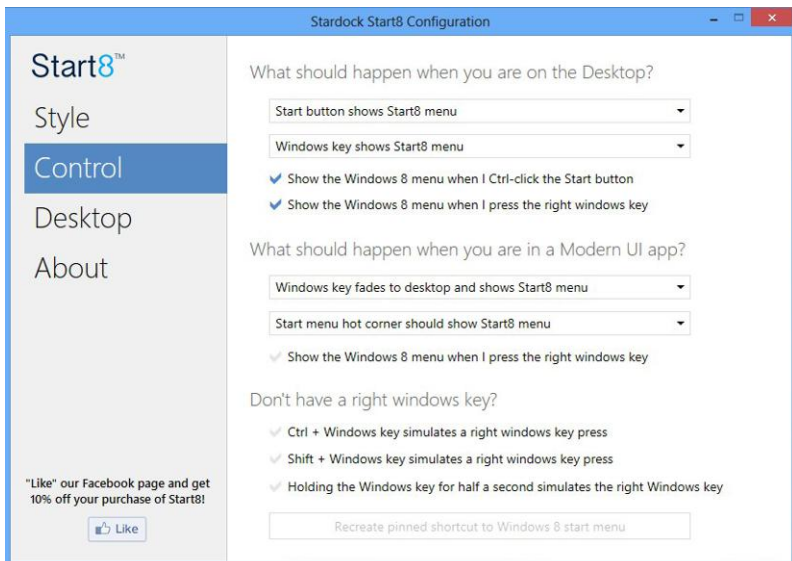 Stardock Start8 Configuration
Start8™
Style
Control
Desktop
About
"Like" our Facebook page and get
10% off your purchase of Start8!
Like
What should happen when you are on the Desktop?
Start button shows Start8 menu
Windows key shows Start8 menu
Show the Windows 8 menu when I Ctrl-click the Start button
Show the Windows 8 menu when I press the right windows key
What should happen when you are in a Modern UI app?
Windows key fades to desktop and shows Start8 menu
Start menu hot corner should show Start8 menu
Show the Windows 8 menu when I press the right windows key
Don't have a right windows key?
Ctrl + Windows key simulates a right windows key press
Shift + Windows key simulates a right windows key press
Holding the Windows key for half a second simulates the right Windows key
Recreate pinned shortcut to Windows 8 start menu